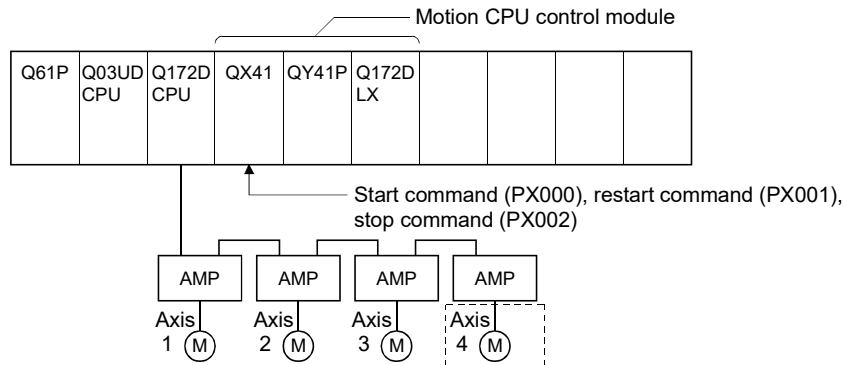 Motion CPU control module
Q61P Q03UD Q172D QX41 QY41P Q172D
CPU CPU LX
Start command (PX000), restart command (PX001),
stop command (PX002)
AMP AMP AMP AMP
Axis Axis Axis Axis
1 M 2 M 3 M 4 M